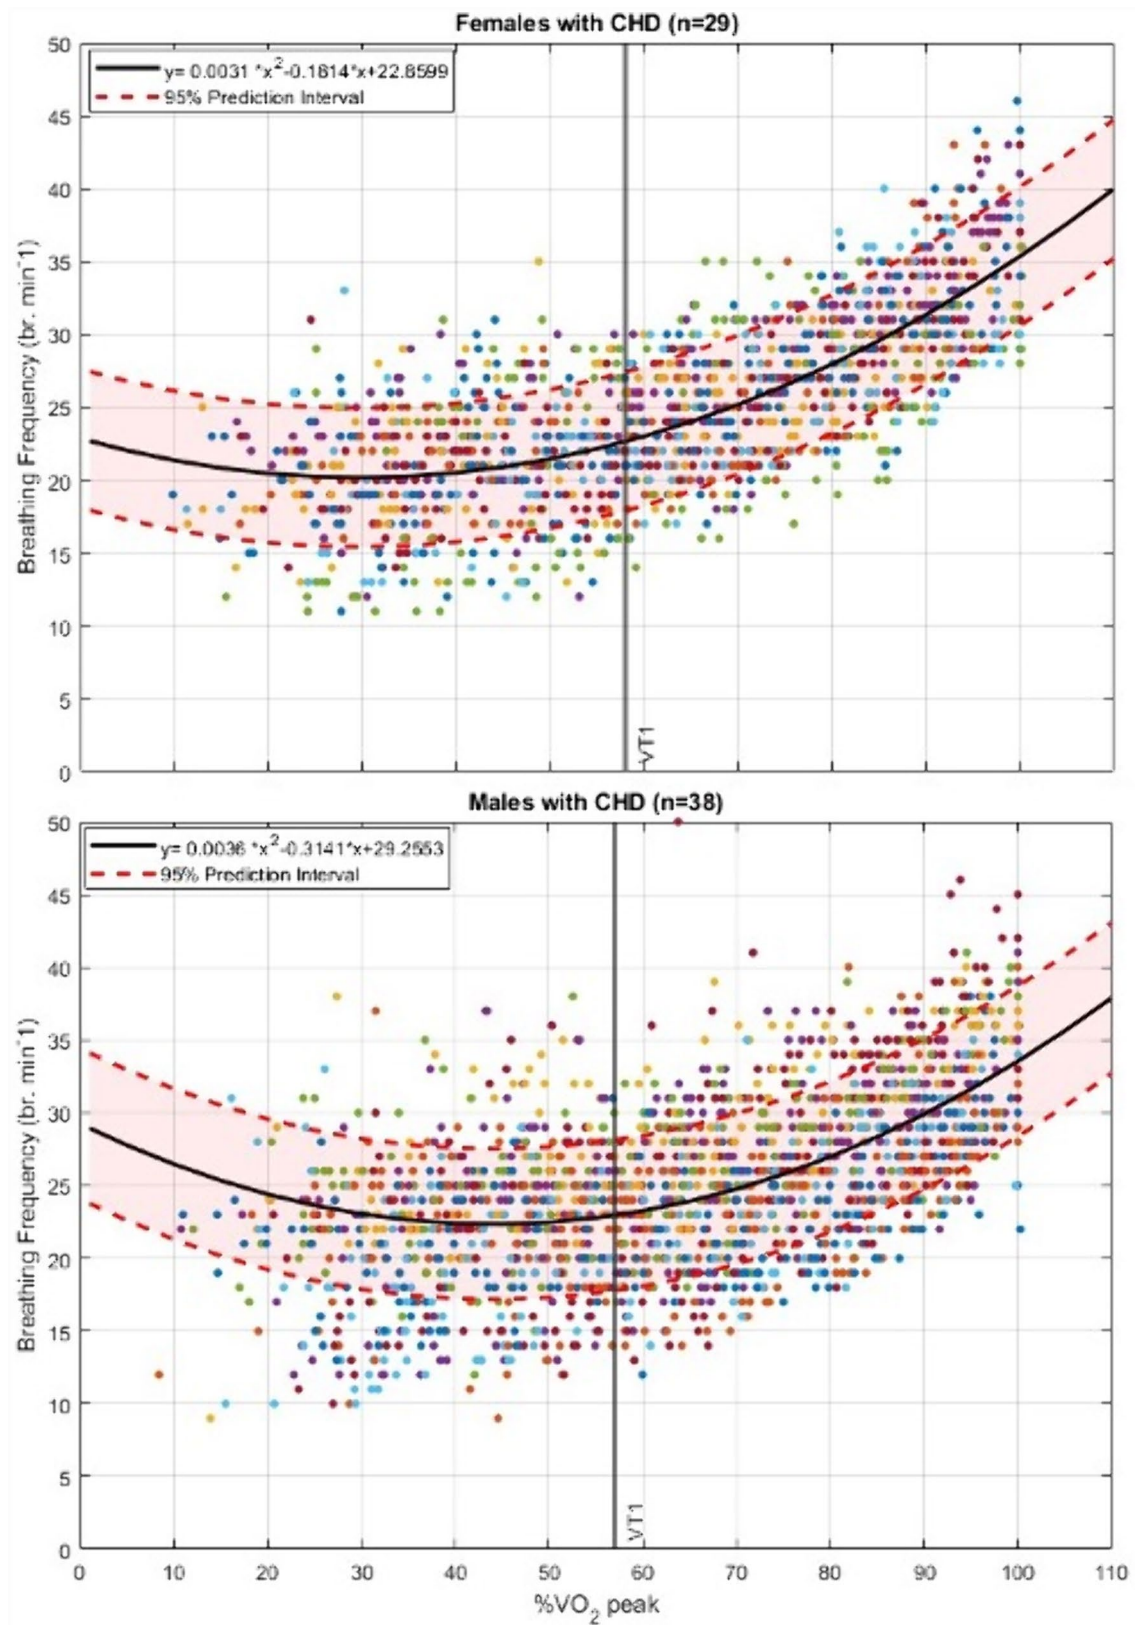 Females with CHD (n=29)
50
45
40
35
30
25
20
15
10
5
0
Breathing Frequency (br. min⁻1)
y= 0.0031 *x²-0.1814*x+22.8599
95% Prediction Interval
VT1
Males with CHD (n=38)
50
45
40
35
30
25
20
15
10
5
0
Breathing Frequency (br. min⁻1)
y= 0.0036 *x²-0.3141*x+29.2553
95% Prediction Interval
VT1
0 10 20 30 40 50 60 70 80 90 100 110
%VO₂ peak